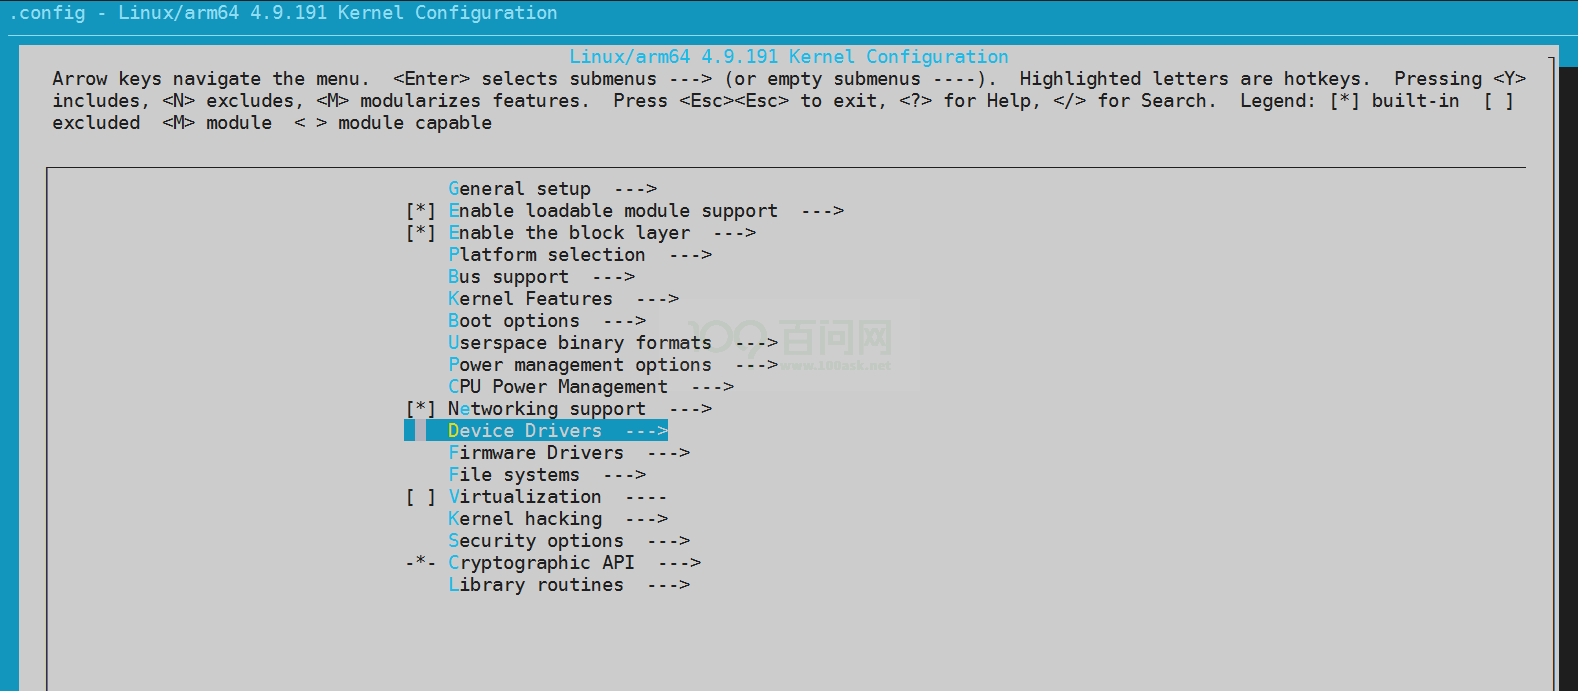 .config - Linux/arm64 4.9.191 Kernel Configuration
Linux/arm64 4.9.191 Kernel Configuration
Arrow keys navigate the menu.  <Enter> selects submenus ---> (or empty submenus ----).  Highlighted letters are hotkeys.  Pressing <Y>
includes, <N> excludes, <M> modularizes features.  Press <Esc><Esc> to exit, <?> for Help, </> for Search.  Legend: [*] built-in  [ ]
excluded  <M> module  < > module capable
General setup  --->
[*] Enable loadable module support  --->
[*] Enable the block layer  --->
Platform selection  --->
Bus support  --->
Kernel Features  --->
Boot options  --->
Userspace binary formats  --->
Power management options  --->
CPU Power Management  --->
[*] Networking support  --->
Device Drivers  --->
Firmware Drivers  --->
File systems  --->
[ ] Virtualization  ----
Kernel hacking  --->
Security options  --->
-*- Cryptographic API  --->
Library routines  --->
100 百问网
www.100ask.net